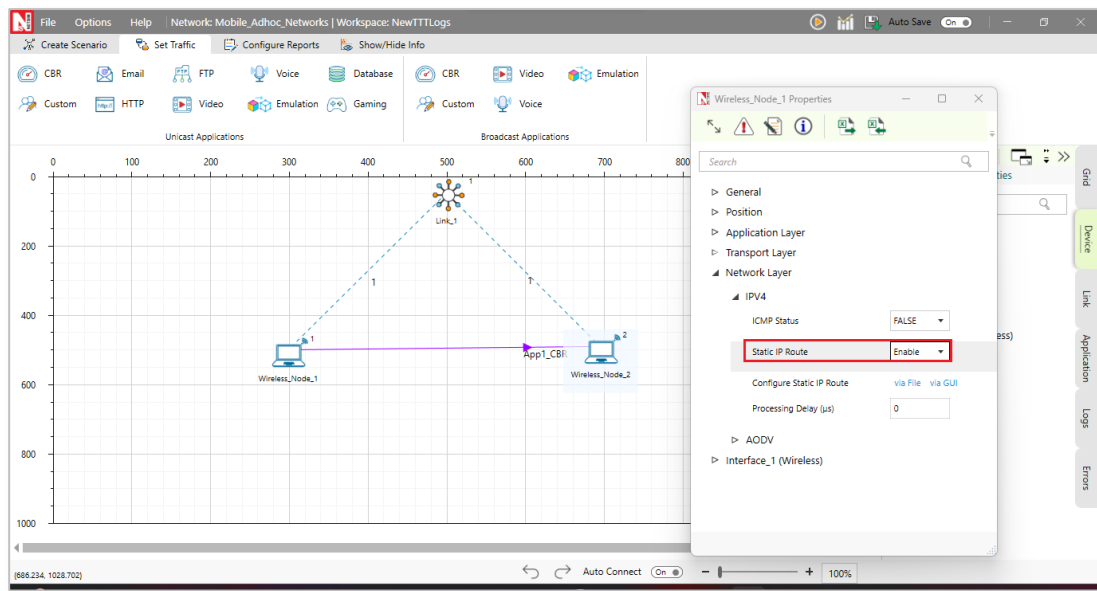 File Options Help Network: Mobile_Adhoc_Networks | Workspace: NewTTTLogs Auto Save On
Create Scenario Set Traffic Configure Reports Show/Hide Info
CBR Email FTP Voice Database CBR Video Emulation
Custom HTTP Video Emulation Gaming Custom Voice
Unicast Applications Broadcast Applications
0 100 200 300 400 500 600 700 800
0
200
400
600
800
1000
1
Link_1
1
1
1
Wireless_Node_1
App1_CBR
2
Wireless_Node_2
Wireless_Node_1 Properties
Search
General
Position
Application Layer
Transport Layer
Network Layer
IPV4
ICMP Status FALSE
Static IP Route Enable
Configure Static IP Route via File via GUI
Processing Delay (µs) 0
AODV
Interface_1 (Wireless)
ties
ess)
Grid
Device
Link
Application
Logs
Errors
(686.234, 1028.702) Auto Connect On 100%